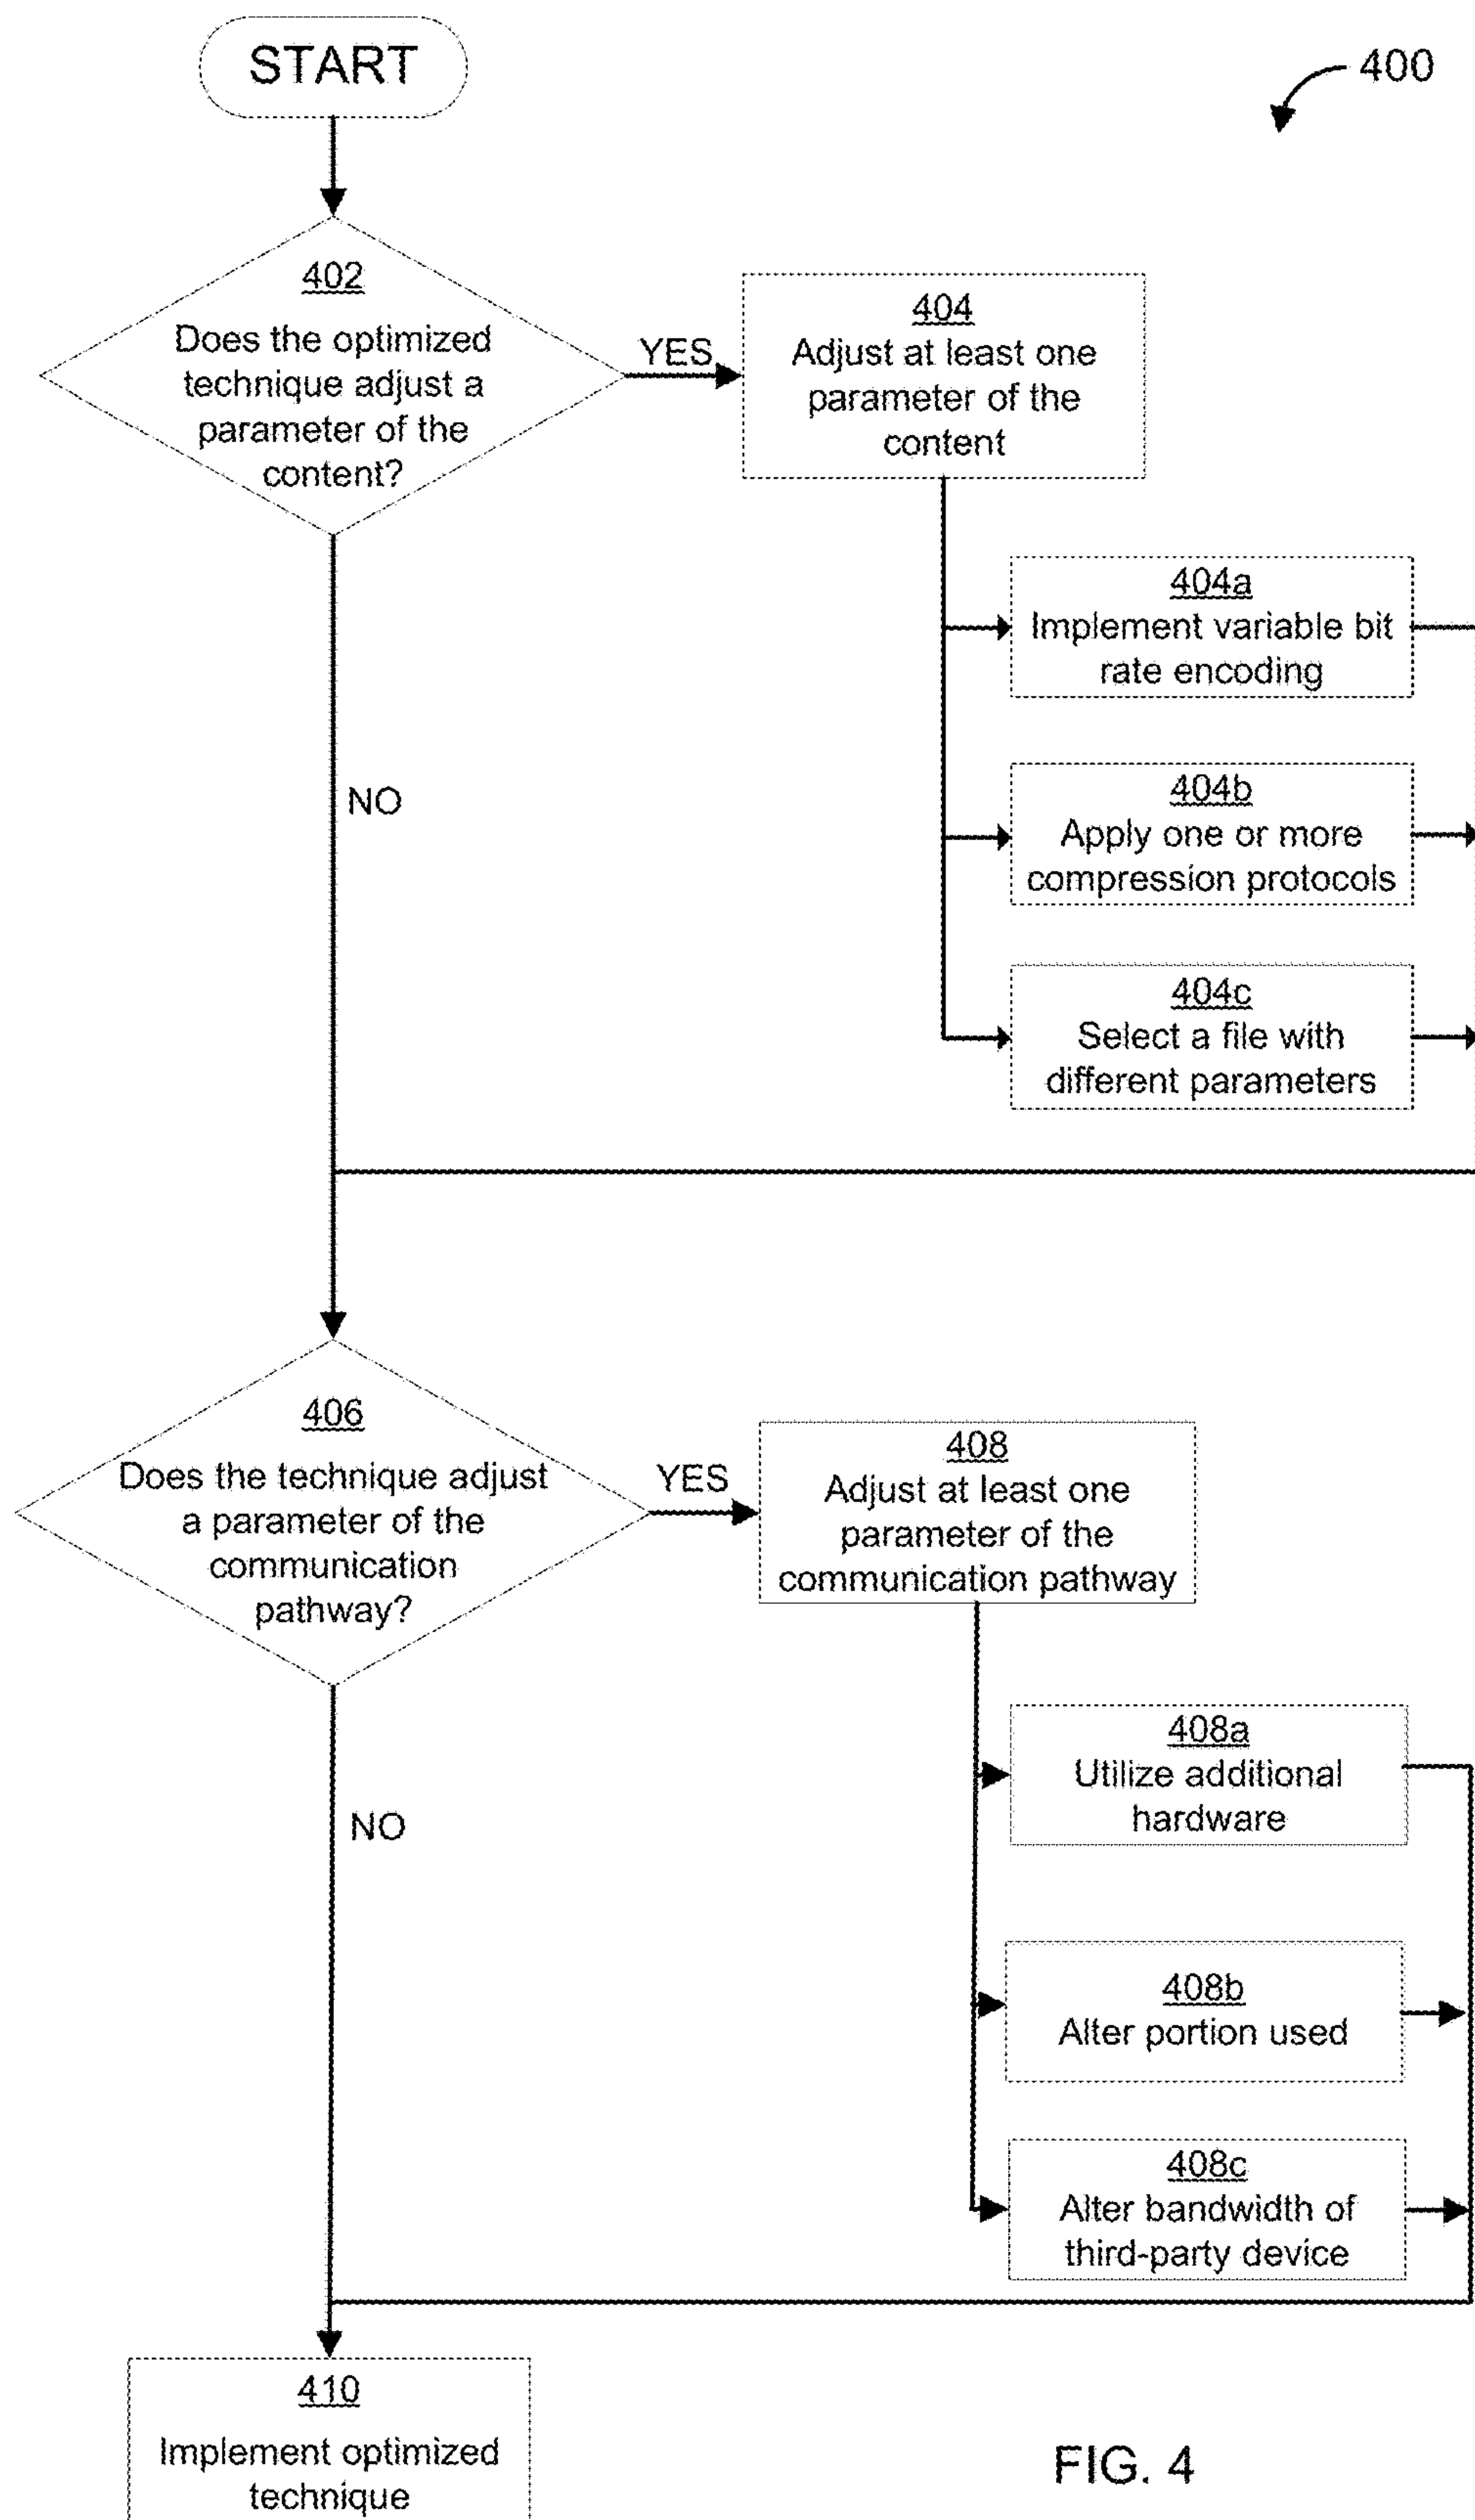 START
400
402
Does the optimized
technique adjust a
parameter of the
content?
YES
404
Adjust at least one
parameter of the
content
404a
Implement variable bit
rate encoding
NO
404b
Apply one or more
compression protocols
404c
Select a file with
different parameters
406
Does the technique adjust
a parameter of the
communication
pathway?
YES
408
Adjust at least one
parameter of the
communication pathway
408a
Utilize additional
hardware
NO
408b
Alter portion used
408c
Alter bandwidth of
third-party device
410
Implement optimized
technique
FIG. 4